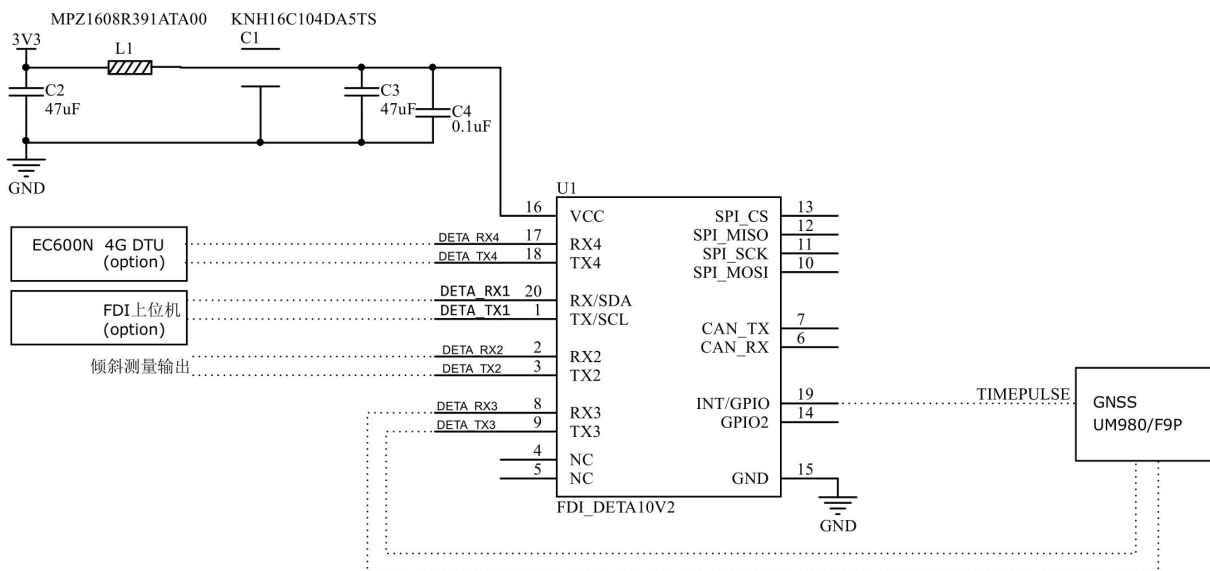 MPZ1608R391ATA00 KNH16C104DA5TS
3V3
L1
C1
C2
47uF
C3
47uF
C4
0.1uF
GND
U1
16 VCC
17 RX4
18 TX4
20 RX/SDA
1 TX/SCL
2 RX2
3 TX2
8 RX3
9 TX3
4 NC
5 NC
SPI_CS 13
SPI_MISO 12
SPI_SCK 11
SPI_MOSI 10
CAN_TX 7
CAN_RX 6
INT/GPIO 19
GPIO2 14
GND 15
FDI_DETA10V2
EC600N 4G DTU
(option)
DETA_RX4
DETA_TX4
FDI上位机
(option)
DETA_RX1
DETA_TX1
倾斜测量输出
DETA_RX2
DETA_TX2
DETA_RX3
DETA_TX3
TIMEPULSE
GNSS
UM980/F9P
GND